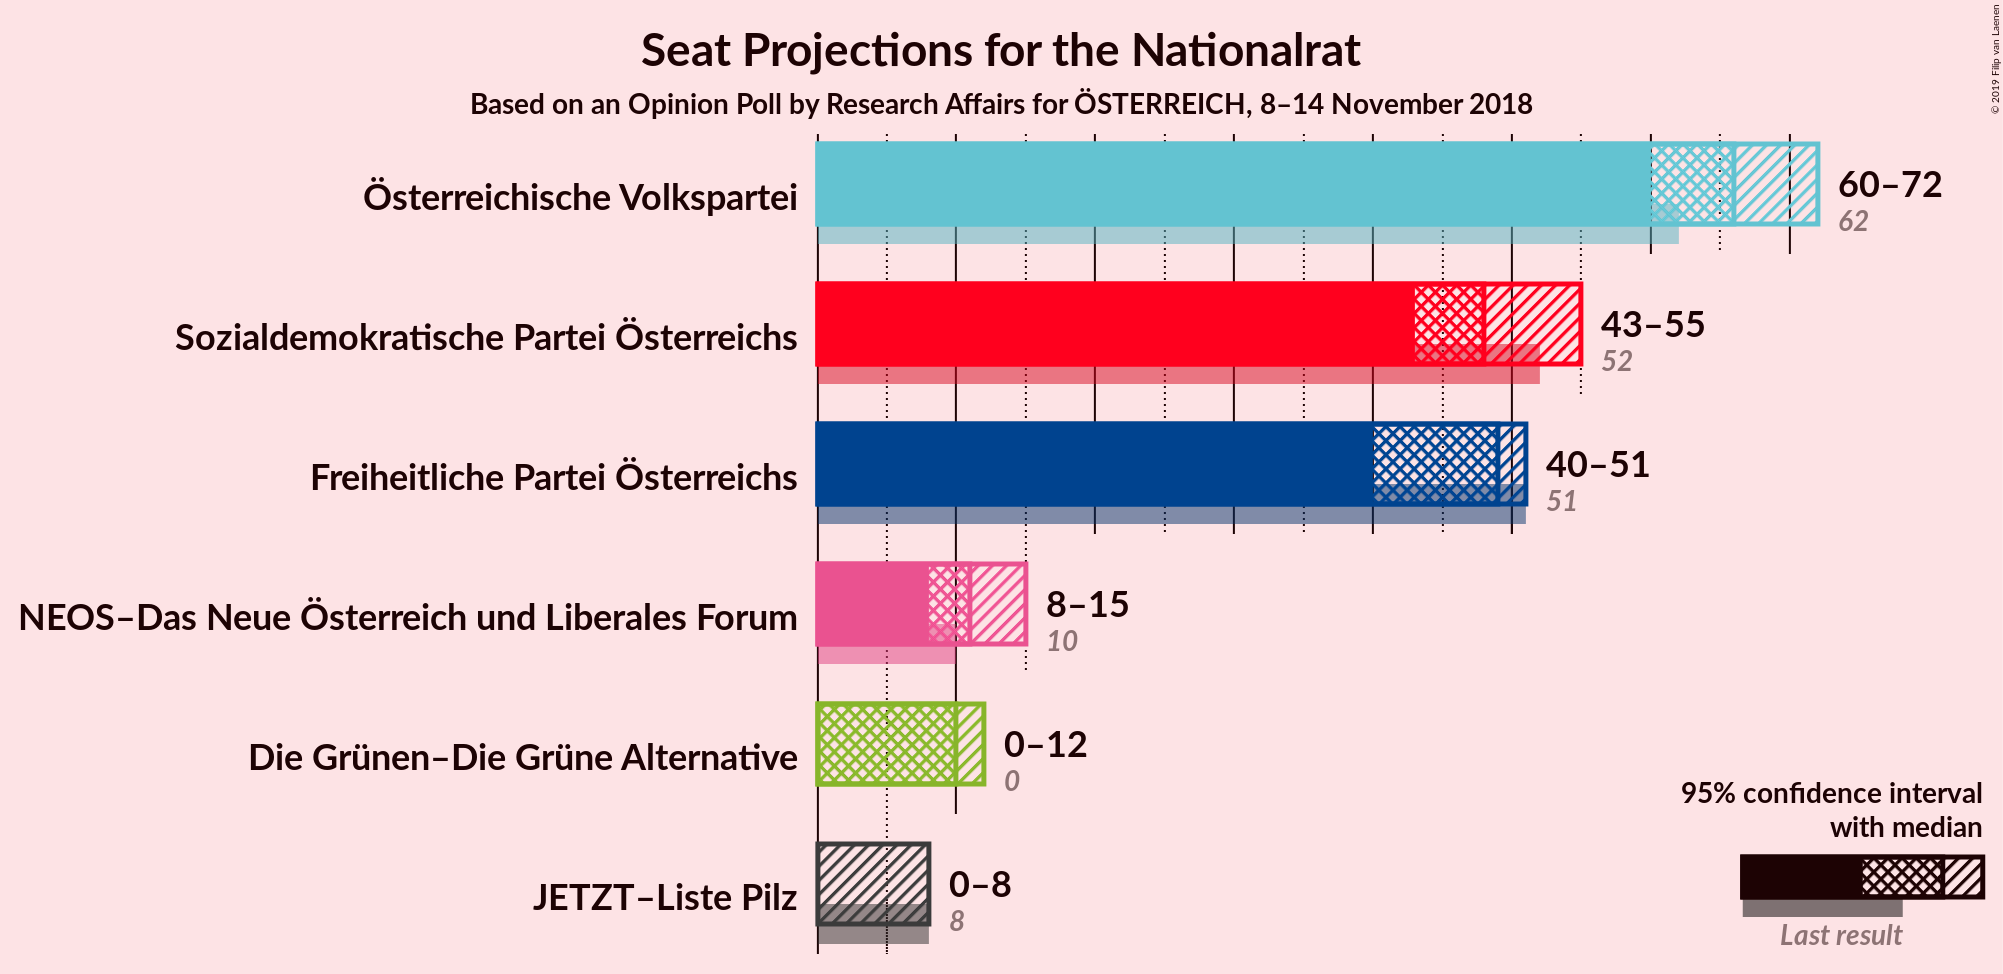 Seat Projections for the Nationalrat
Based on an Opinion Poll by Research Affairs for ÖSTERREICH, 8–14 November 2018
© 2019 Filip van Laenen
Österreichische Volkspartei
60–72
62
Sozialdemokratische Partei Österreichs
43–55
52
Freiheitliche Partei Österreichs
40–51
51
NEOS–Das Neue Österreich und Liberales Forum
8–15
10
Die Grünen–Die Grüne Alternative
0–12
0
JETZT–Liste Pilz
0–8
8
95% confidence interval
with median
Last result